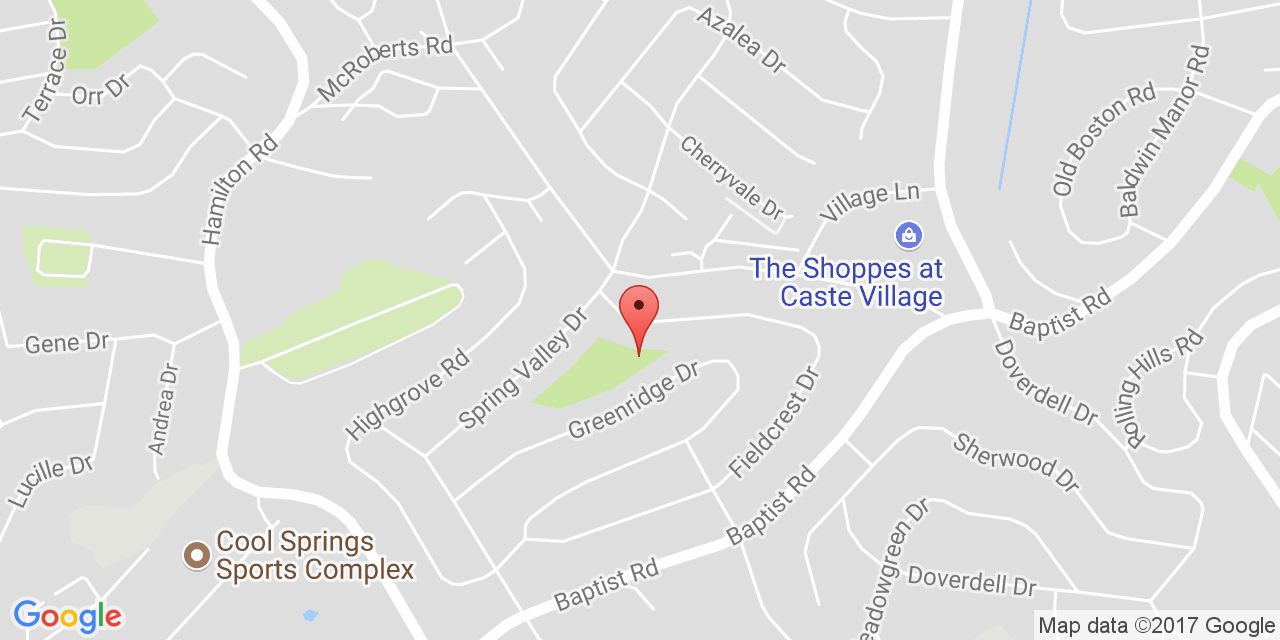 Terrace Dr
Orr Dr
McRoberts Rd
Azalea Dr
Hamilton Rd
Cherryvale Dr
Village Ln
Old Boston Rd
Baldwin Manor Rd
The Shoppes at
Caste Village
Gene Dr
Andrea Dr
Lucille Dr
Highgrove Rd
Spring Valley Dr
Greenridge Dr
Fieldcrest Dr
Baptist Rd
Doverdell Dr
Rolling Hills Rd
Sherwood Dr
Baptist Rd
Cool Springs
Sports Complex
Baptist Rd
eadowgreen Dr
Doverdell Dr
Google
Map data ©2017 Google